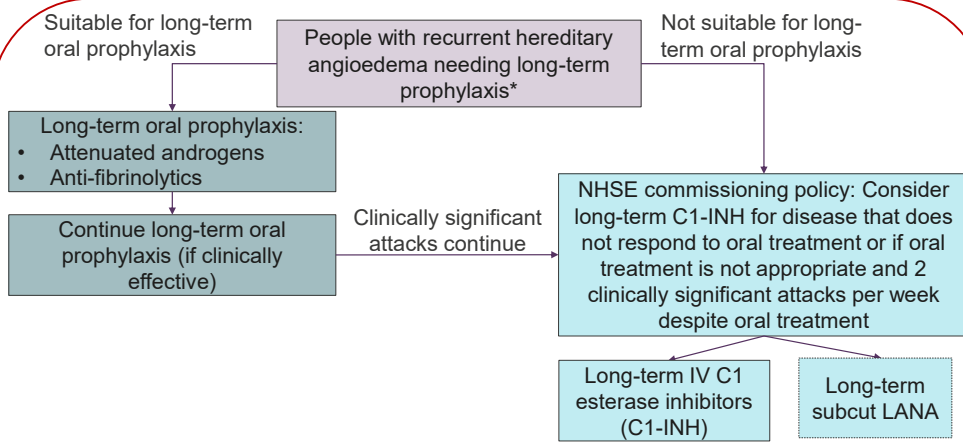 Suitable for long-term
oral prophylaxis
People with recurrent hereditary
angioedema needing long-term
prophylaxis*
Not suitable for long-
term oral prophylaxis
Long-term oral prophylaxis:
• Attenuated androgens
• Anti-fibrinolytics
Continue long-term oral
prophylaxis (if clinically
effective)
Clinically significant
attacks continue
NHSE commissioning policy: Consider
long-term C1-INH for disease that does
not respond to oral treatment or if oral
treatment is not appropriate and 2
clinically significant attacks per week
despite oral treatment
Long-term IV C1
esterase inhibitors
(C1-INH)
Long-term
subcut LANA